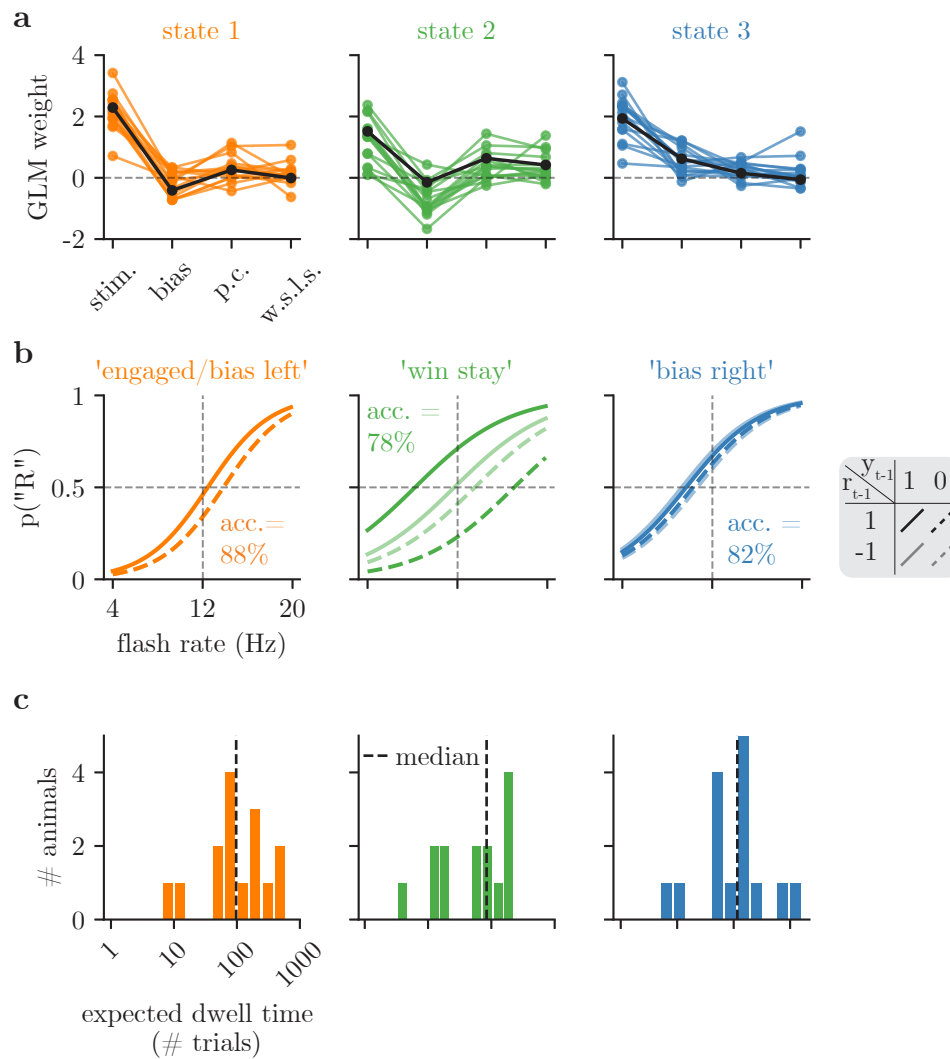 a
state 1
state 2
state 3
GLM weight
4
2
0
-2
stim.
bias
p.c.
w.s.l.s.
b
'engaged/bias left'
'win stay'
'bias right'
p("R")
1
0.5
0
acc.=
88%
acc. =
78%
acc. =
82%
4
12
20
flash rate (Hz)
y t-1
r t-1
1
0
1
-1
c
# animals
4
2
0
median
1
10
100
1000
expected dwell time
(# trials)